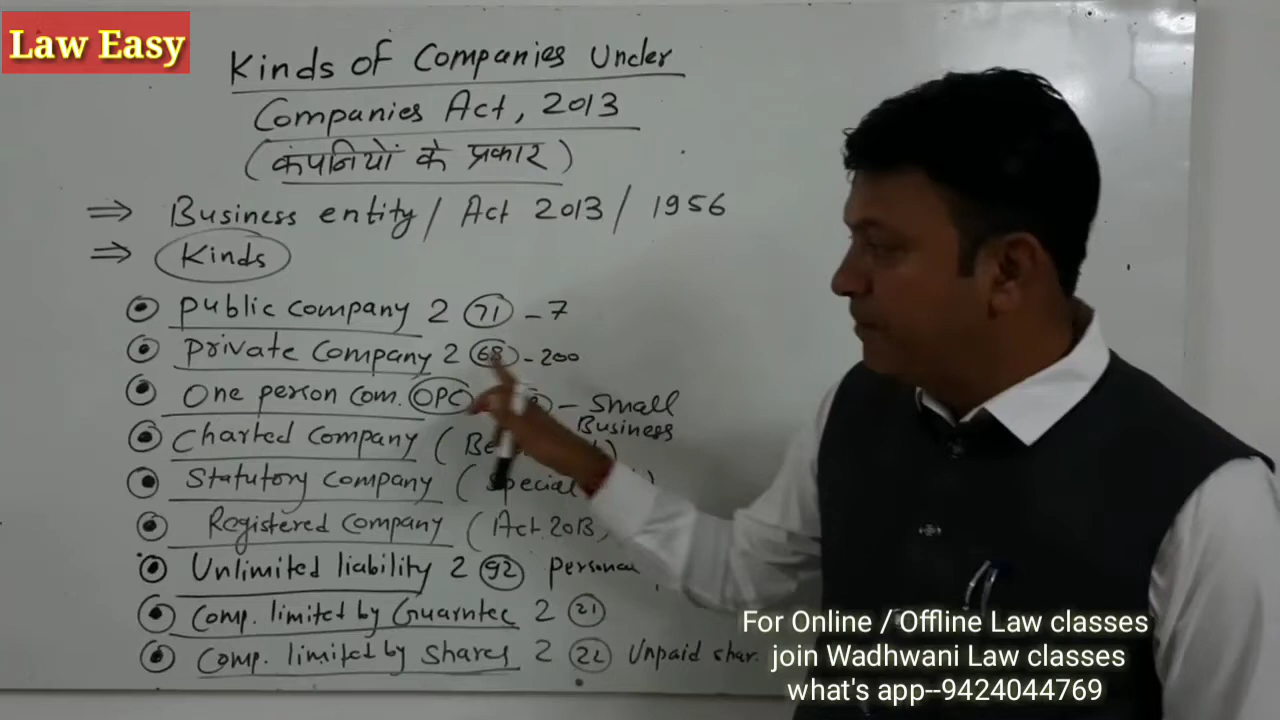 Law Easy
Kinds of Companies Under
Companies Act, 2013
(कंपनियों के प्रकार)
⇒ Business entity / Act 2013 / 1956
⇒ Kinds
• Public company 2 (71) - 7
• Private Company 2 (68) - 200
• One person Com. (OPC) - Small
Business
• Charted Company (
• Statutory Company (Special
• Registered Company (Act. 2013,
• Unlimited liability 2 (92)
• Comp. limited by Guarntee 2 (21)
• Comp. limited by Shares 2 (22) Unpaid shar.
For Online / Offline Law classes
join Wadhwani Law classes
what's app--9424044769